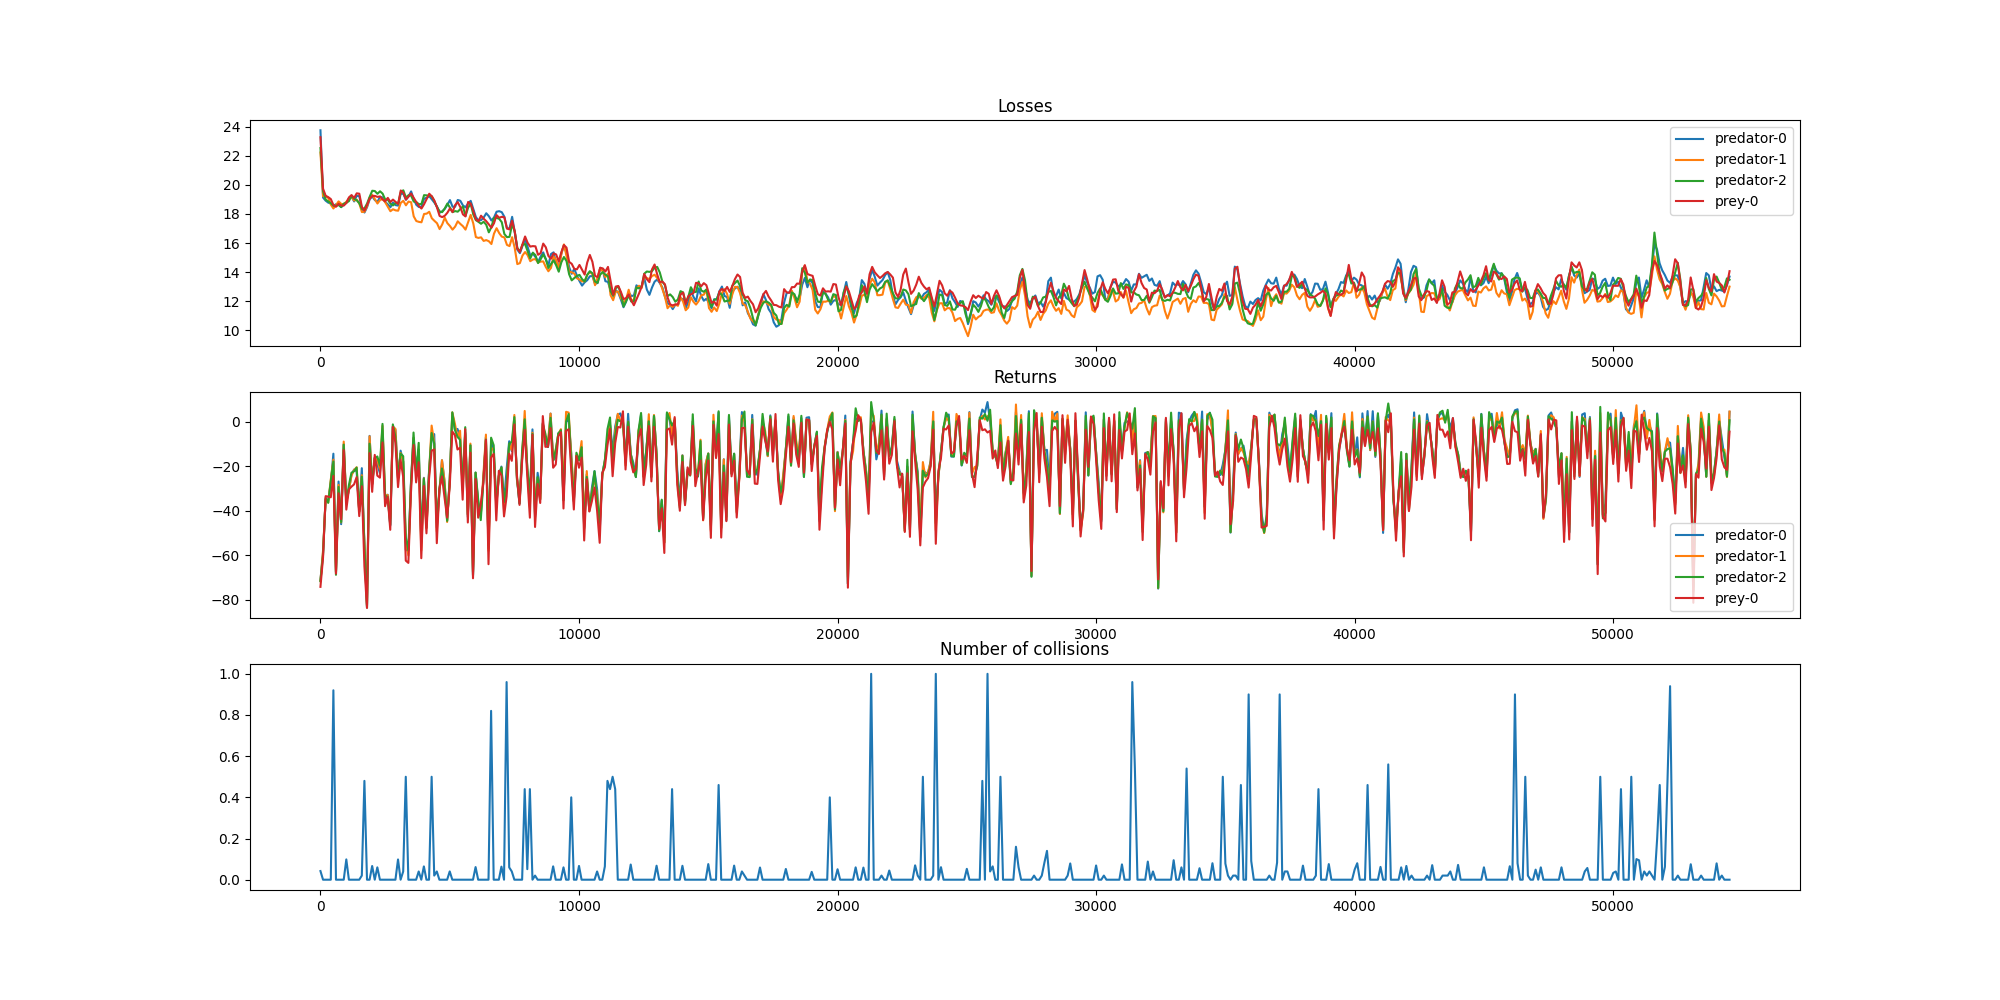 Losses
24
22
20
18
16
14
12
10
predator-0
predator-1
predator-2
prey-0
0 10000 20000 30000 40000 50000
Returns
0
−20
−40
−60
−80
predator-0
predator-1
predator-2
prey-0
0 10000 20000 30000 40000 50000
Number of collisions
1.0
0.8
0.6
0.4
0.2
0.0
0 10000 20000 30000 40000 50000